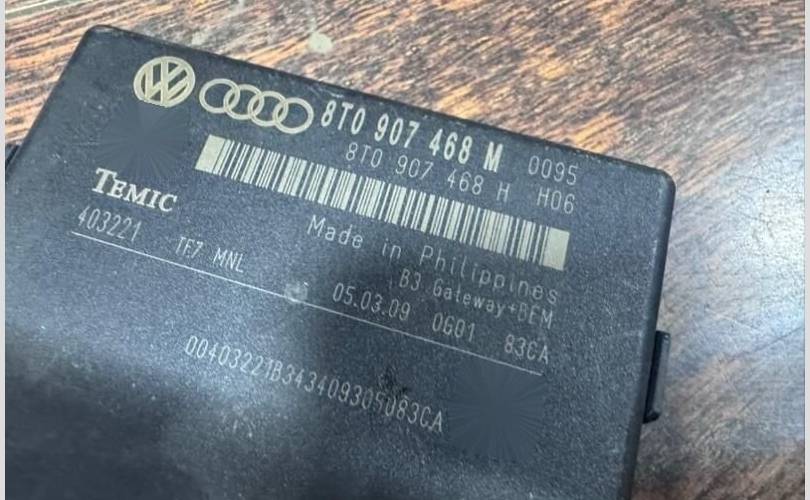 8T0 907 468 M 0095
8T0 907 468 H H06
TEMIC
Made in Philippines
403221 TF7 MNL
B3 Gateway+BEM
05.03.09 0G01 83CA
00403221B343409305083CA